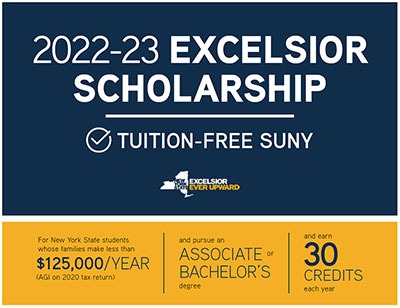 2022-23 EXCELSIOR
SCHOLARSHIP
TUITION-FREE SUNY
EXCELSIOR
EVER UPWARD
For New York State students
whose families make less than
$125,000/YEAR
(AGI on 2020 tax return)
and pursue an
ASSOCIATE or
BACHELOR'S
degree
and earn
30
CREDITS
each year